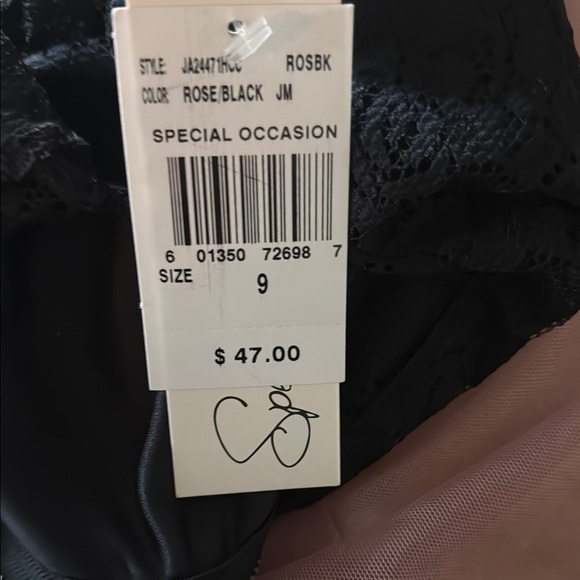 STYLE: JA24471HCC ROSBK
COLOR: ROSE/BLACK JM
SPECIAL OCCASION
6 01350 72698 7
SIZE 9
$ 47.00